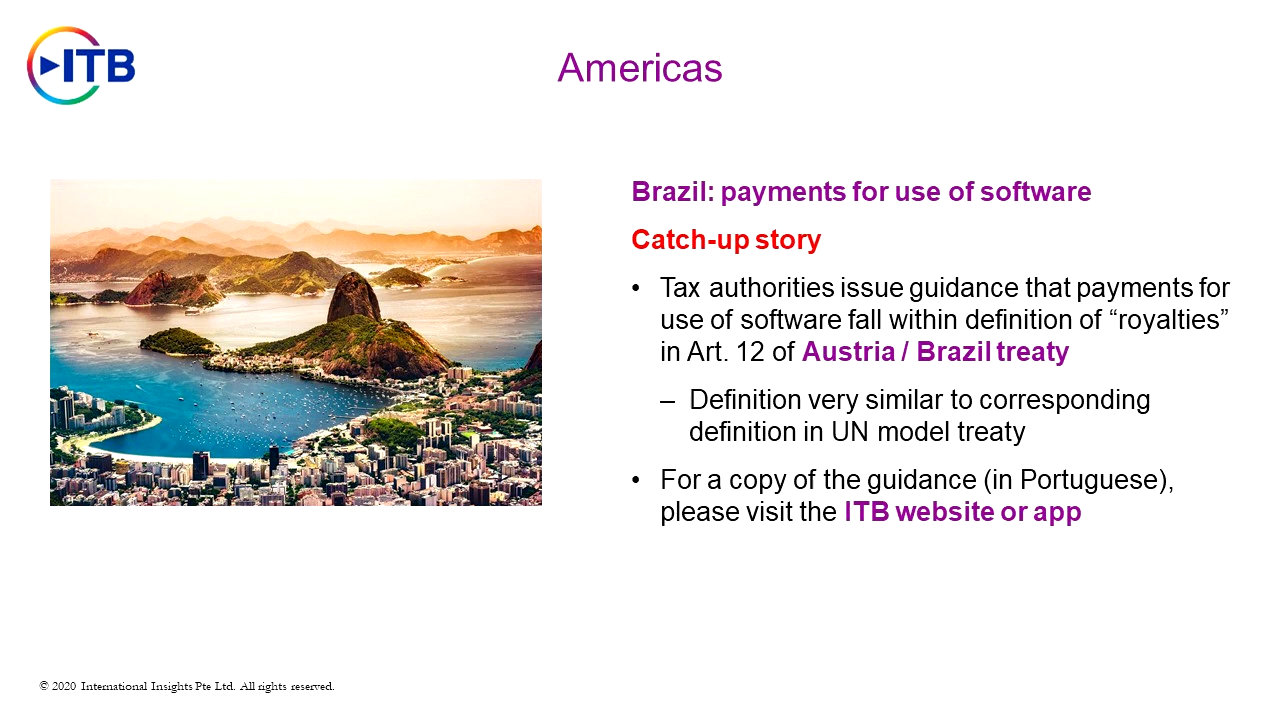 ITB
Americas
Brazil: payments for use of software
Catch-up story
• Tax authorities issue guidance that payments for
use of software fall within definition of “royalties”
in Art. 12 of Austria / Brazil treaty
– Definition very similar to corresponding
definition in UN model treaty
• For a copy of the guidance (in Portuguese),
please visit the ITB website or app
© 2020 International Insights Pte Ltd. All rights reserved.